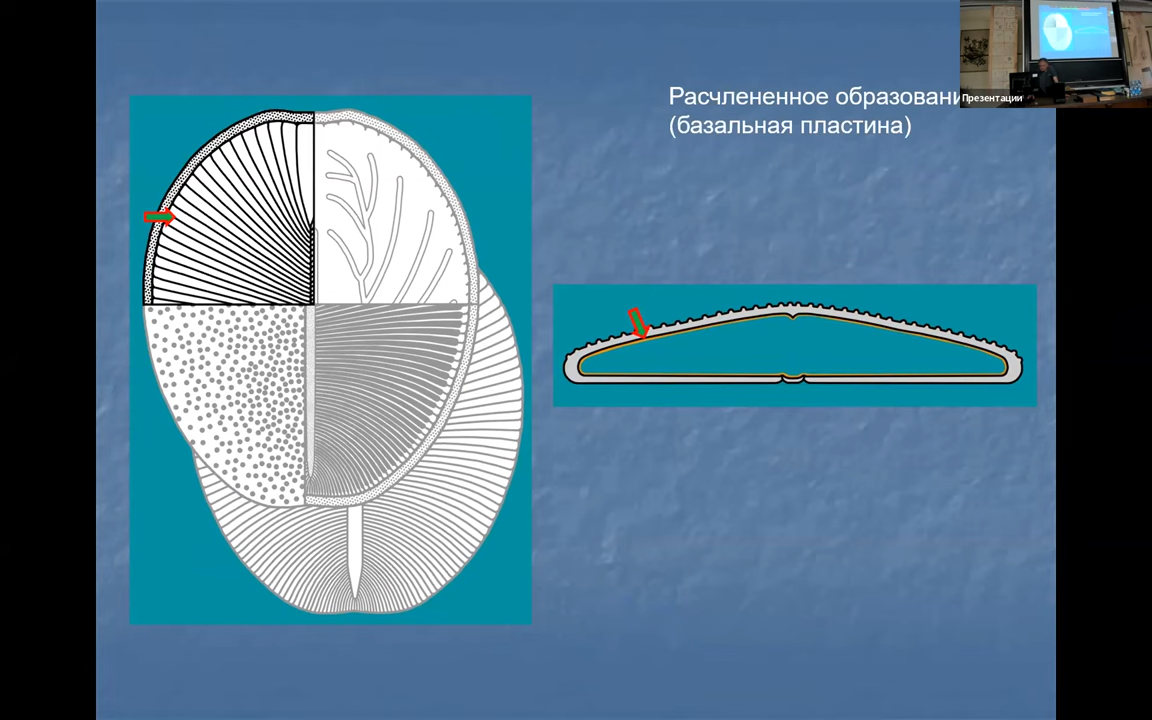 Расчлененное образовани
(базальная пластина)
Презентации